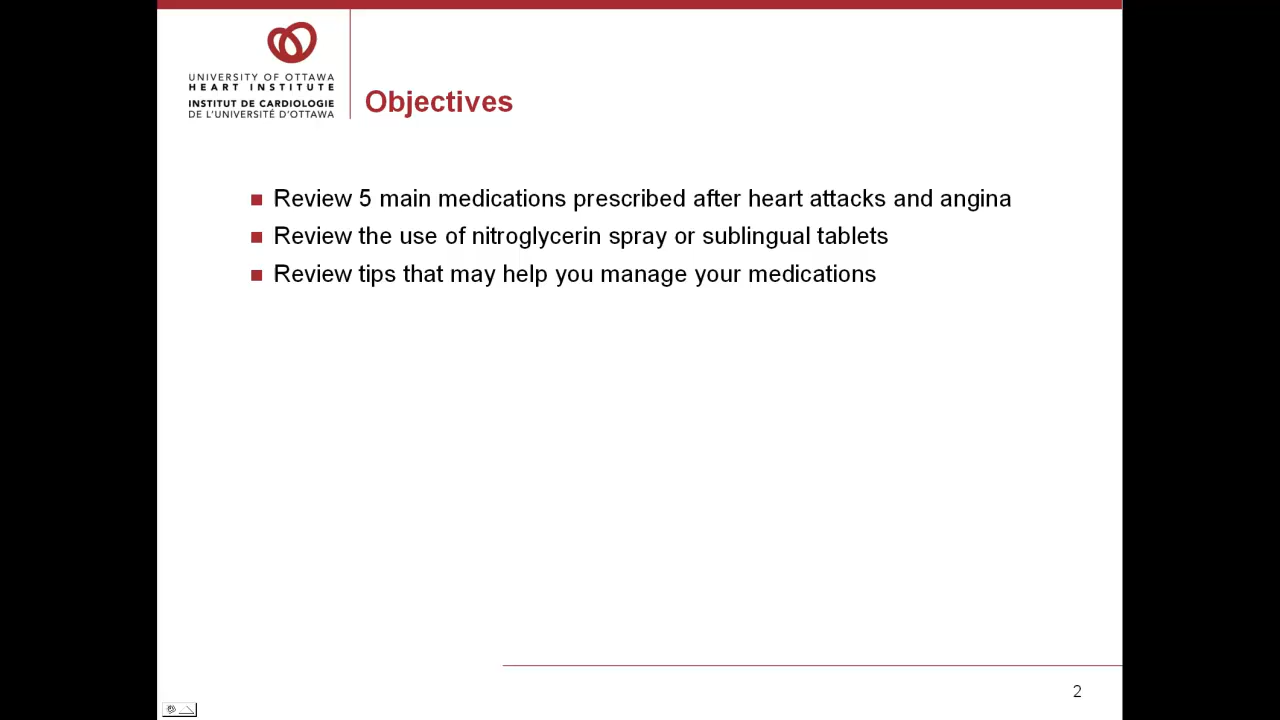 UNIVERSITY OF OTTAWA
HEART INSTITUTE
INSTITUT DE CARDIOLOGIE
DE L'UNIVERSITÉ D'OTTAWA
Objectives
Review 5 main medications prescribed after heart attacks and angina
Review the use of nitroglycerin spray or sublingual tablets
Review tips that may help you manage your medications
2